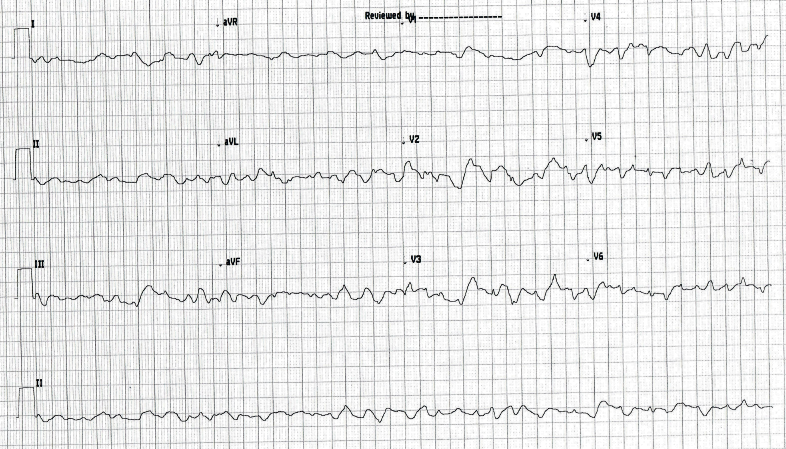 Reviewed by
I aVR V1 V4
II aVL V2 V5
III aVF V3 V6
II